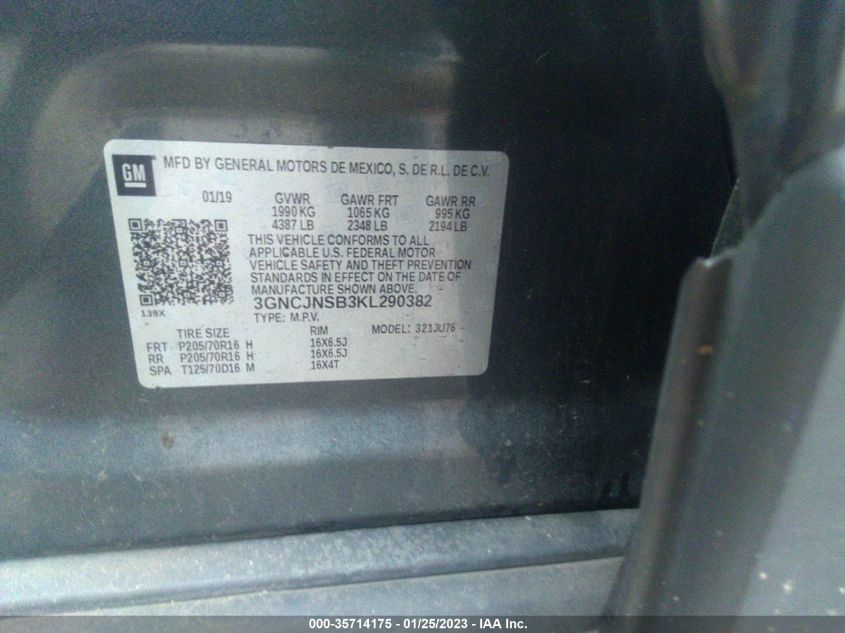 GM
MFD BY GENERAL MOTORS DE MEXICO, S. DE R.L. DE C.V.
01/19 GVWR GAWR FRT GAWR RR
1990 KG 1065 KG 995 KG
4387 LB 2348 LB 2194 LB
THIS VEHICLE CONFORMS TO ALL
APPLICABLE U.S. FEDERAL MOTOR
VEHICLE SAFETY AND THEFT PREVENTION
STANDARDS IN EFFECT ON THE DATE OF
MANUFACTURE SHOWN ABOVE.
3GNCJNSB3KL290382
139X
TYPE: M.P.V. MODEL: 321JU76
TIRE SIZE RIM
FRT P205/70R16 H 16X6.5J
RR P205/70R16 H 16X6.5J
SPA T125/70D16 M 16X4T
000-35714175 - 01/25/2023 - IAA Inc.